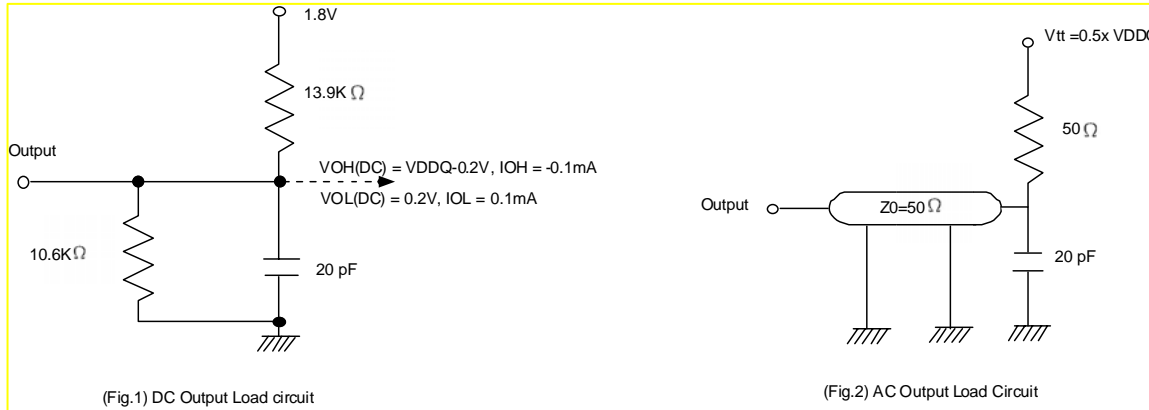 1.8V
13.9K Ω
Output
VOH(DC) = VDDQ-0.2V, IOH = -0.1mA
VOL(DC) = 0.2V, IOL = 0.1mA
10.6K Ω
20 pF
(Fig.1) DC Output Load circuit
Vtt =0.5x
50 Ω
Output
Z0=50 Ω
20 pF
(Fig.2) AC Output Load Circuit